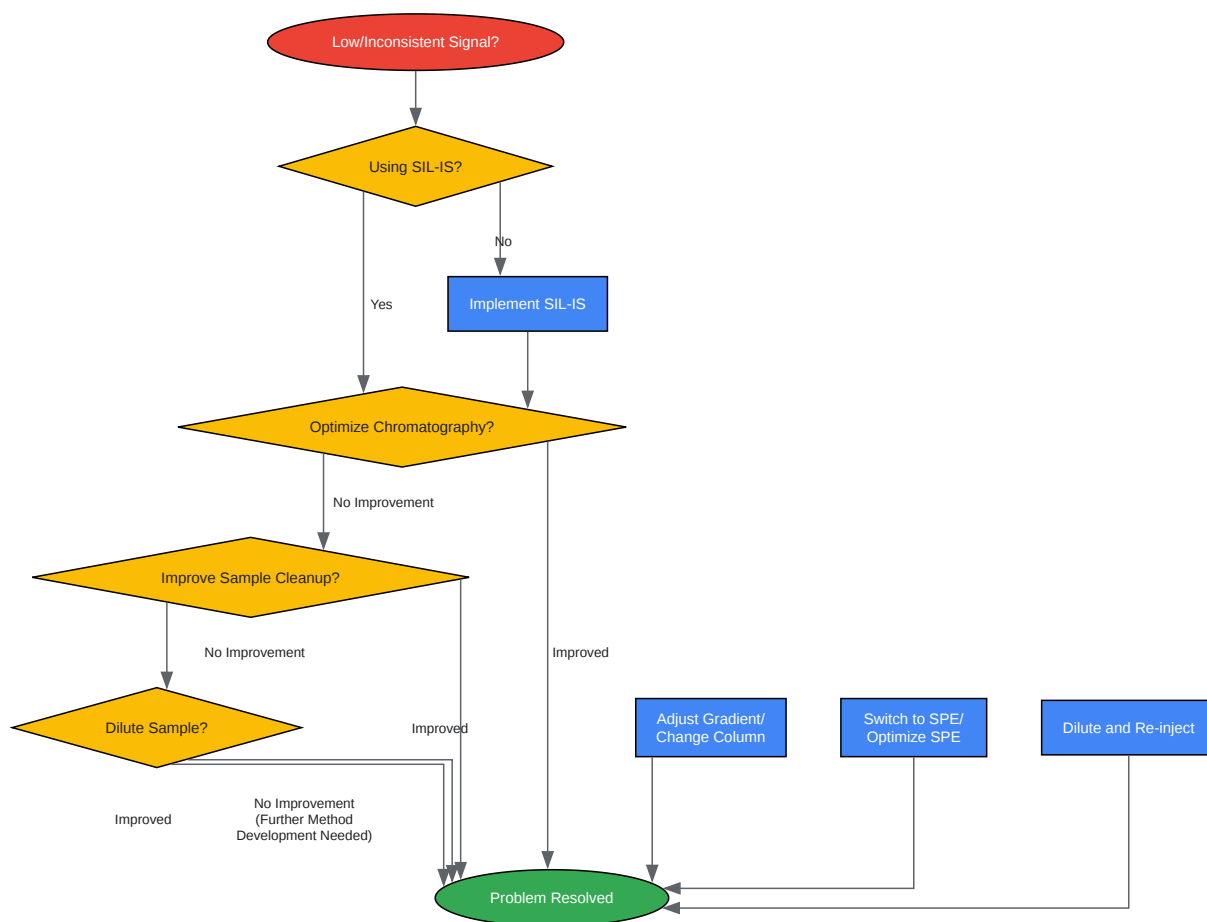 Low/Inconsistent Signal?
Using SIL-IS?
No
Implement SIL-IS
Yes
Optimize Chromatography?
No Improvement
Improve Sample Cleanup?
No Improvement
Improved
Dilute Sample?
Improved
Adjust Gradient/
Change Column
Switch to SPE/
Optimize SPE
Dilute and Re-inject
Improved
No Improvement
(Further Method
Development Needed)
Problem Resolved